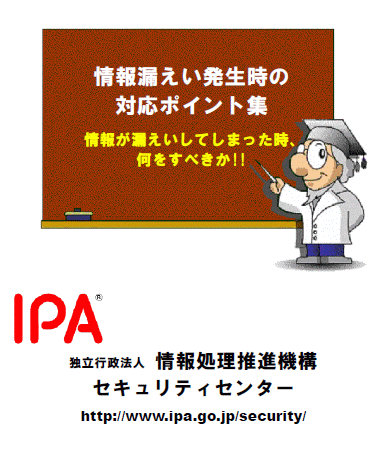 情報漏えい発生時の
対応ポイント集
情報が漏えいしてしまった時、
何をすべきか!!
IPA®
独立行政法人 情報処理推進機構
セキュリティセンター
http://www.ipa.go.jp/security/